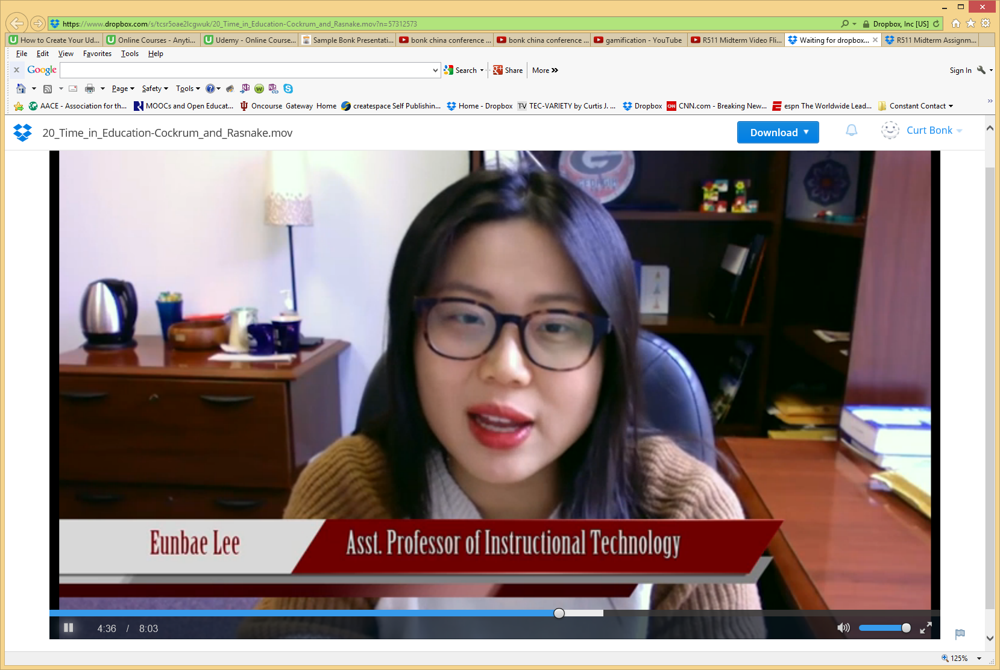 https://www.dropbox.com/s/tcsr5oae2lcgwuk/20_Time_in_Education-Cockrum_and_Rasnake.mov?n=57312573
Dropbox, Inc [US]
How to Create Your Ud...
Online Courses - Anyti...
Udemy - Online Course...
Sample Bonk Presentati...
bonk china conference ...
bonk china conference ...
gamification - YouTube
R511 Midterm Video Fli...
Waiting for dropbox...
R511 Midterm Assignm...
File Edit View Favorites Tools Help
x Google Search Share More »
Sign In
Page Safety Tools
AACE - Association for th...
MOOCs and Open Educat...
Oncourse Gateway Home
createspace Self Publishin...
Home - Dropbox
TV TEC-VARIETY by Curtis J. ...
Dropbox
CNN CNN.com - Breaking New...
espn The Worldwide Lead...
Constant Contact
20_Time_in_Education-Cockrum_and_Rasnake.mov
Download
Curt Bonk
G
EL
Eunbae Lee
Asst. Professor of Instructional Technology
4:36 / 8:03
125%